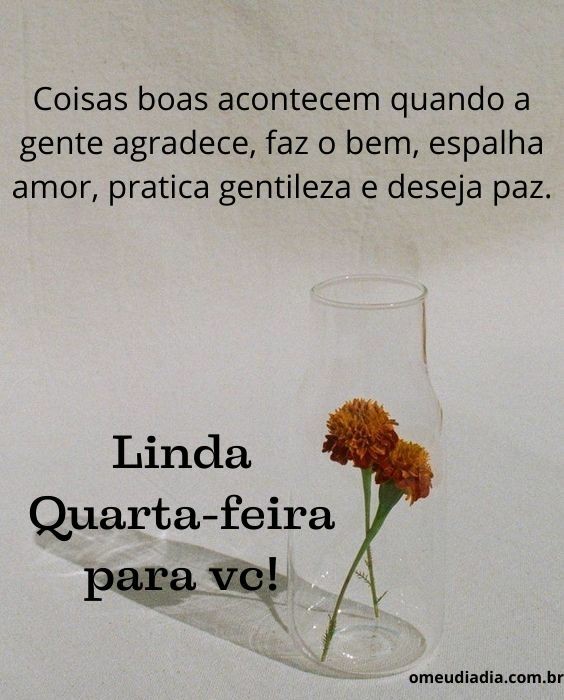 Coisas boas acontecem quando a
gente agradece, faz o bem, espalha
amor, pratica gentileza e deseja paz.
Linda
Quarta-feira
para vc!
omeudiadia.com.br